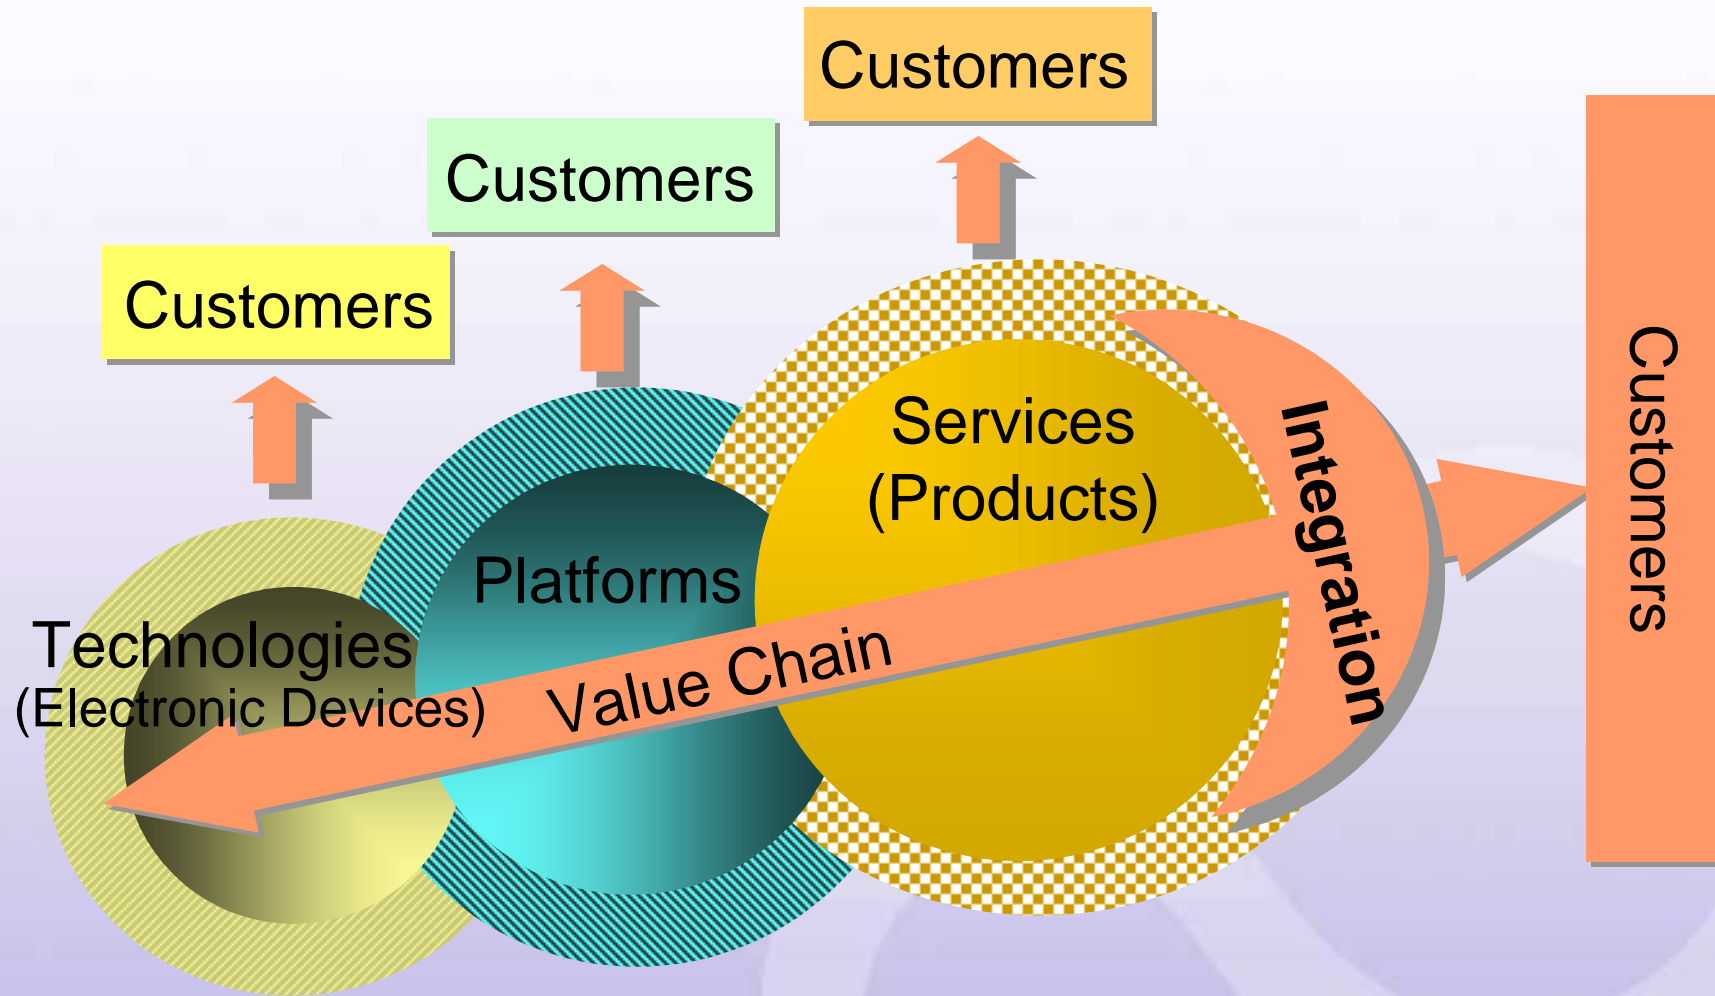 Customers
Customers
Customers
Services
(Products)
Platforms
Technologies
(Electronic Devices)
Value Chain
Integration
Customers